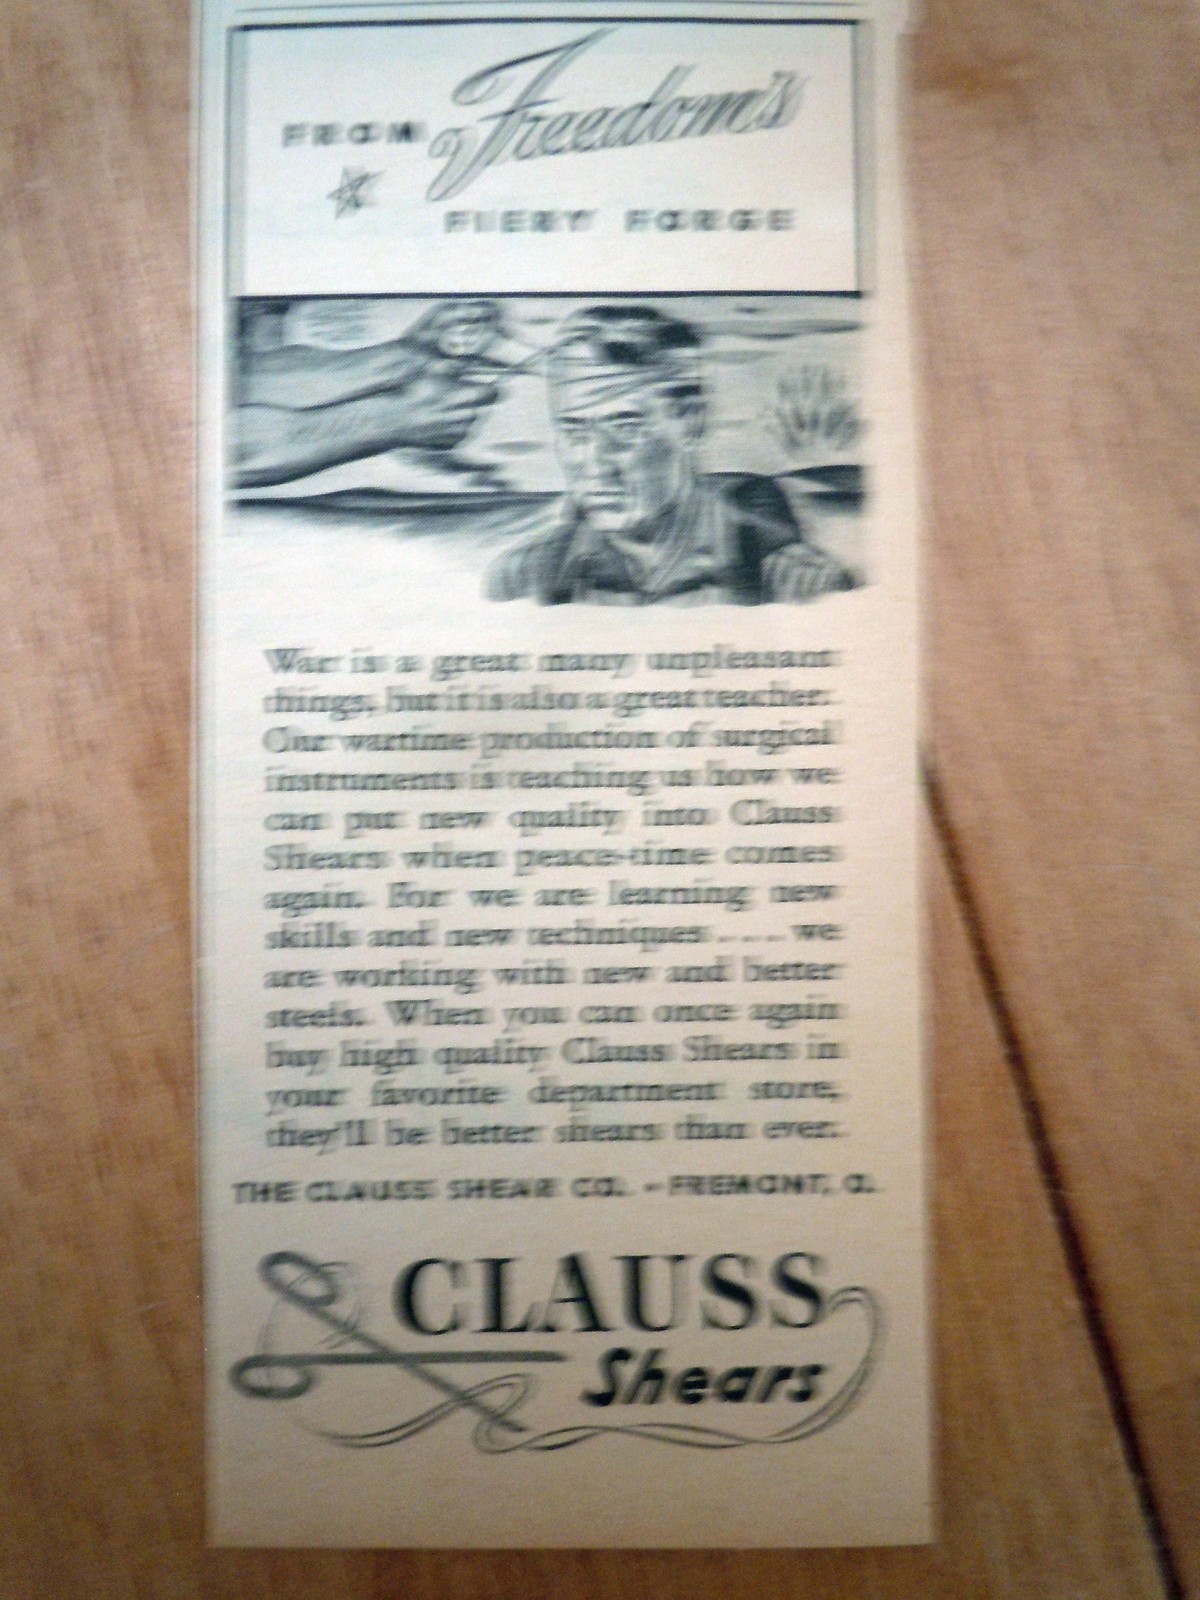 FROM Freedom's
FIERY FORGE
War is a great many unpleasant
things, but it is also a great teacher.
Our wartime production of surgical
instruments is teaching us how we
can put new quality into Clauss
Shears when peace-time comes
again. For we are learning new
skills and new techniques . . . . we
are working with new and better
steels. When you can once again
buy high quality Clauss Shears in
your favorite department store,
they'll be better shears than ever.
THE CLAUSS SHEAR CO. - FREMONT, O.
CLAUSS
Shears